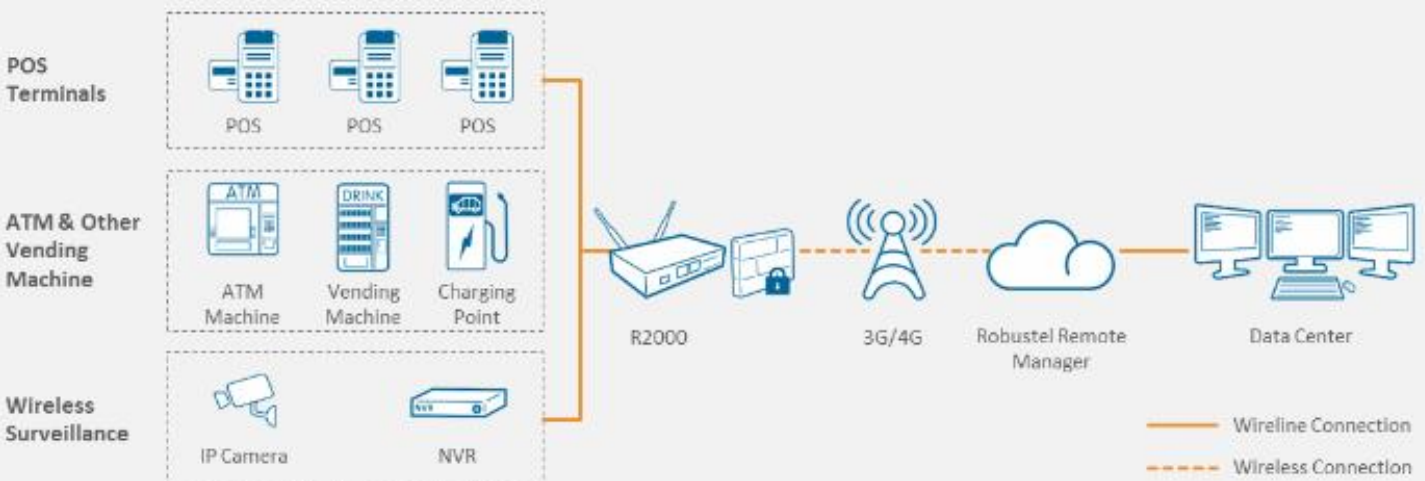 POS
Terminals
POS
POS
POS
ATM & Other
Vending
Machine
ATM
DRINK
ATM
Machine
Vending
Machine
Charging
Point
R2000
3G/4G
Robustel Remote
Manager
Data Center
Wireless
Surveillance
NVR
IP Camera
NVR
Wireline Connection
Wireless Connection